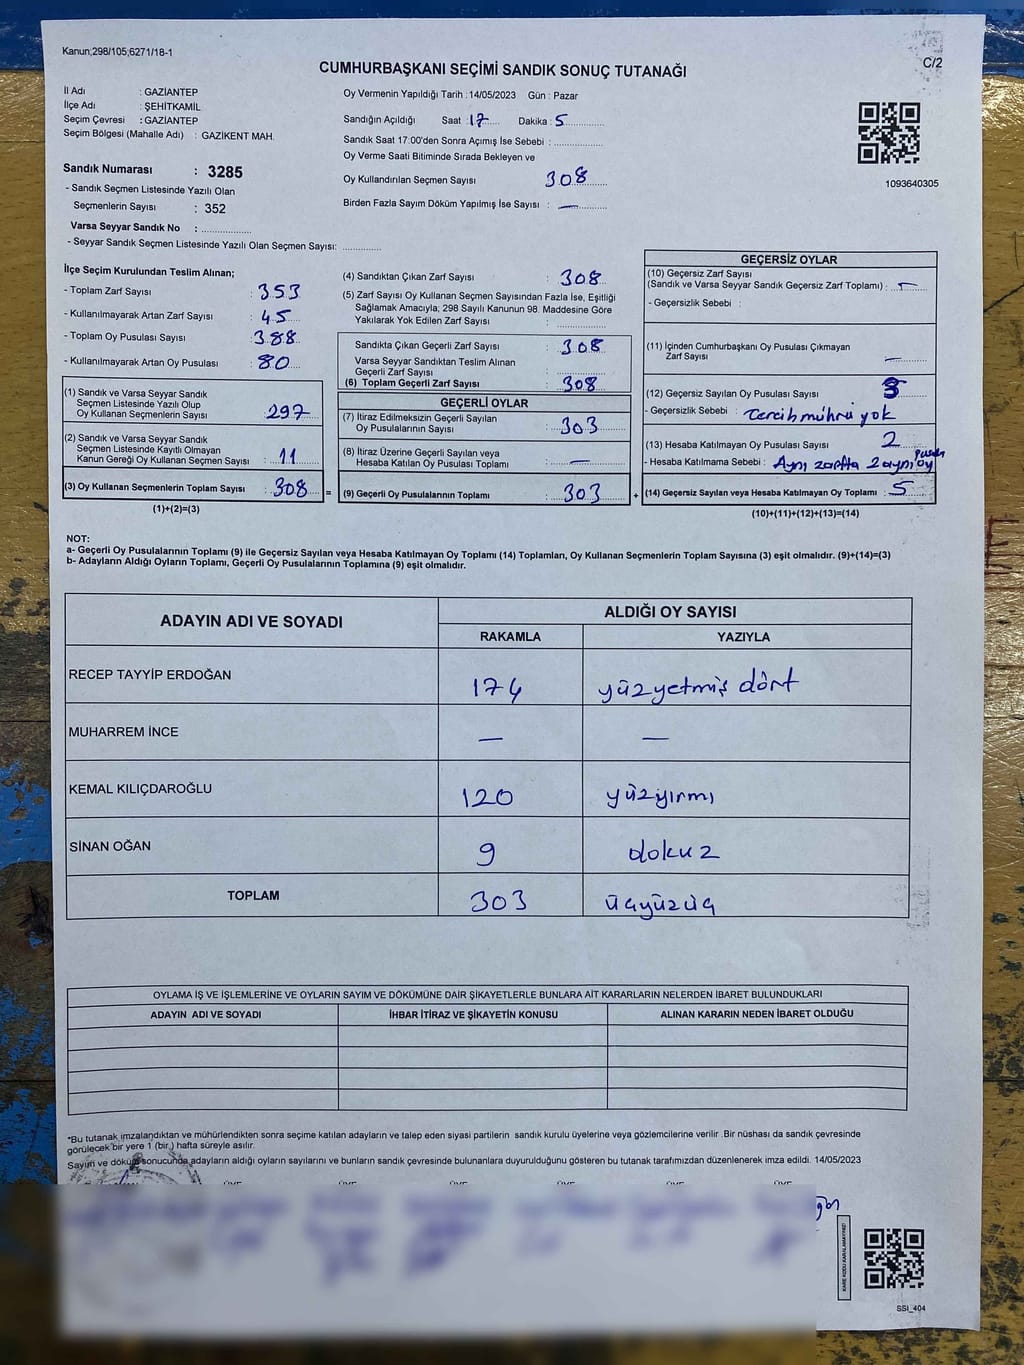 Kanun;298/105;6271/18-1
C/2
CUMHURBAŞKANI SEÇİMİ SANDIK SONUÇ TUTANAĞI
İl Adı : GAZİANTEP
İlçe Adı : ŞEHİTKAMİL
Seçim Çevresi : GAZİANTEP
Seçim Bölgesi (Mahalle Adı) : GAZİKENT MAH.
Sandık Numarası : 3285
- Sandık Seçmen Listesinde Yazılı Olan
Seçmenlerin Sayısı : 352
Varsa Seyyar Sandık No : ....................
- Seyyar Sandık Seçmen Listesinde Yazılı Olan Seçmen Sayısı: ................
Oy Vermenin Yapıldığı Tarih : 14/05/2023 Gün : Pazar
Sandığın Açıldığı Saat : 17 Dakika : 5
Sandık Saat 17:00'den Sonra Açımış İse Sebebi : ................
Oy Verme Saati Bitiminde Sırada Bekleyen ve
Oy Kullandırılan Seçmen Sayısı 308
Birden Fazla Sayım Döküm Yapılmış İse Sayısı : —
1093640305
İlçe Seçim Kurulundan Teslim Alınan;
- Toplam Zarf Sayısı : 353
- Kullanılmayarak Artan Zarf Sayısı : 45
- Toplam Oy Pusulası Sayısı : 388
- Kullanılmayarak Artan Oy Pusulası : 80
(1) Sandık ve Varsa Seyyar Sandık
Seçmen Listesinde Yazılı Olup
Oy Kullanan Seçmenlerin Sayısı : 297
(2) Sandık ve Varsa Seyyar Sandık
Seçmen Listesinde Kayıtlı Olmayan
Kanun Gereği Oy Kullanan Seçmen Sayısı : 11
(3) Oy Kullanan Seçmenlerin Toplam Sayısı : 308 =
(1)+(2)=(3)
(4) Sandıktan Çıkan Zarf Sayısı : 308
(5) Zarf Sayısı Oy Kullanan Seçmen Sayısından Fazla İse, Eşitliği
Sağlamak Amacıyla; 298 Sayılı Kanunun 98. Maddesine Göre
Yakılarak Yok Edilen Zarf Sayısı : ................
Sandıkta Çıkan Geçerli Zarf Sayısı : 308
Varsa Seyyar Sandıktan Teslim Alınan
Geçerli Zarf Sayısı : ................
(6) Toplam Geçerli Zarf Sayısı : 308
GEÇERLİ OYLAR
(7) İtiraz Edilmeksizin Geçerli Sayılan
Oy Pusulalarının Sayısı : 303
(8) İtiraz Üzerine Geçerli Sayılan veya
Hesaba Katılan Oy Pusulası Toplamı : —
(9) Geçerli Oy Pusulalarının Toplamı : 303 +
GEÇERSİZ OYLAR
(10) Geçersiz Zarf Sayısı
(Sandık ve Varsa Seyyar Sandık Geçersiz Zarf Toplamı) : —
- Geçersizlik Sebebi :
(11) İçinden Cumhurbaşkanı Oy Pusulası Çıkmayan
Zarf Sayısı —
(12) Geçersiz Sayılan Oy Pusulası Sayısı : 3
- Geçersizlik Sebebi : tercih mührü yok
(13) Hesaba Katılmayan Oy Pusulası Sayısı 2
- Hesaba Katılmama Sebebi : Aynı zarfta 2 aynı oy
(14) Geçersiz Sayılan veya Hesaba Katılmayan Oy Toplamı : 5
(10)+(11)+(12)+(13)=(14)
NOT:
a- Geçerli Oy Pusulalarının Toplamı (9) ile Geçersiz Sayılan veya Hesaba Katılmayan Oy Toplamı (14) Toplamları, Oy Kullanan Seçmenlerin Toplam Sayısına (3) eşit olmalıdır. (9)+(14)=(3)
b- Adayların Aldığı Oyların Toplamı, Geçerli Oy Pusulalarının Toplamına (9) eşit olmalıdır.
ADAYIN ADI VE SOYADI ALDIĞI OY SAYISI
RAKAMLA YAZIYLA
RECEP TAYYİP ERDOĞAN 174 yüzyetmiş dört
MUHARREM İNCE — —
KEMAL KILIÇDAROĞLU 120 yüzyırmı
SİNAN OĞAN 9 dokuz
TOPLAM 303 üçyüzüç
OYLAMA İŞ VE İŞLEMLERİNE VE OYLARIN SAYIM VE DÖKÜMÜNE DAİR ŞİKAYETLERLE BUNLARA AİT KARARLARIN NELERDEN İBARET BULUNDUKLARI
ADAYIN ADI VE SOYADI İHBAR İTİRAZ VE ŞİKAYETİN KONUSU ALINAN KARARIN NEDEN İBARET OLDUĞU
*Bu tutanak imzalandıktan ve mühürlendikten sonra seçime katılan adayların ve talep eden siyasi partilerin sandık kurulu üyelerine veya gözlemcilerine verilir .Bir nüshası da sandık çevresinde
görülecek bir yere 1 (bir.) hafta süreyle asılır.
Sayım ve döküm sonucunda adayların aldığı oyların sayılarını ve bunların sandık çevresinde bulunanlara duyurulduğunu gösteren bu tutanak tarafımızdan düzenlenerek imza edildi. 14/05/2023
KARE KODU KARALAMAYINIZ!
SSI_404